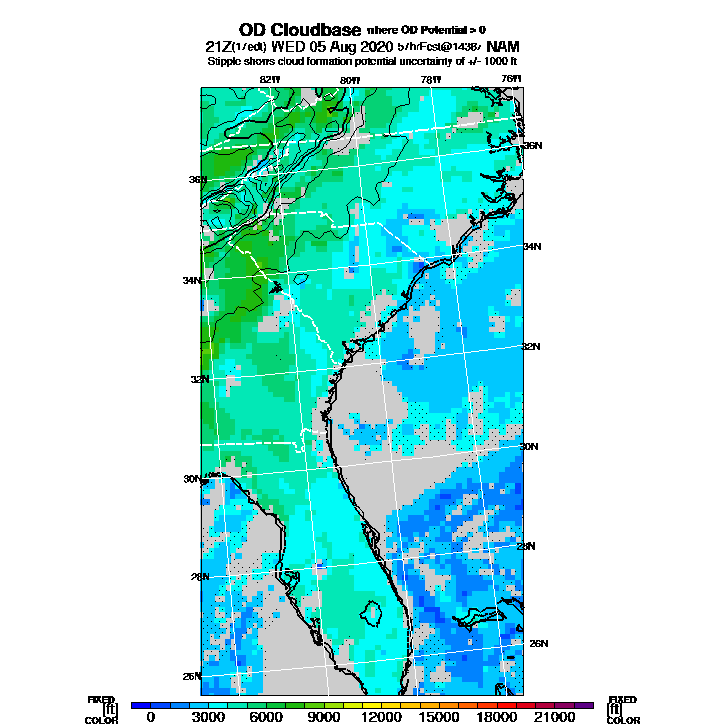 OD Cloudbase where OD Potential > 0
21Z(17edt) WED 05 Aug 2020 57hrFcst@1438z NAM
Stipple shows cloud formation potential uncertainty of +/- 1000 ft
82W 80W 78W 76W
36N
36N
34N
34N
32N
32N
30N
30N
28N
28N
26N
26N
FIXED FIXED
[ft] [ft]
COLOR 0 3000 6000 9000 12000 15000 18000 21000 COLOR